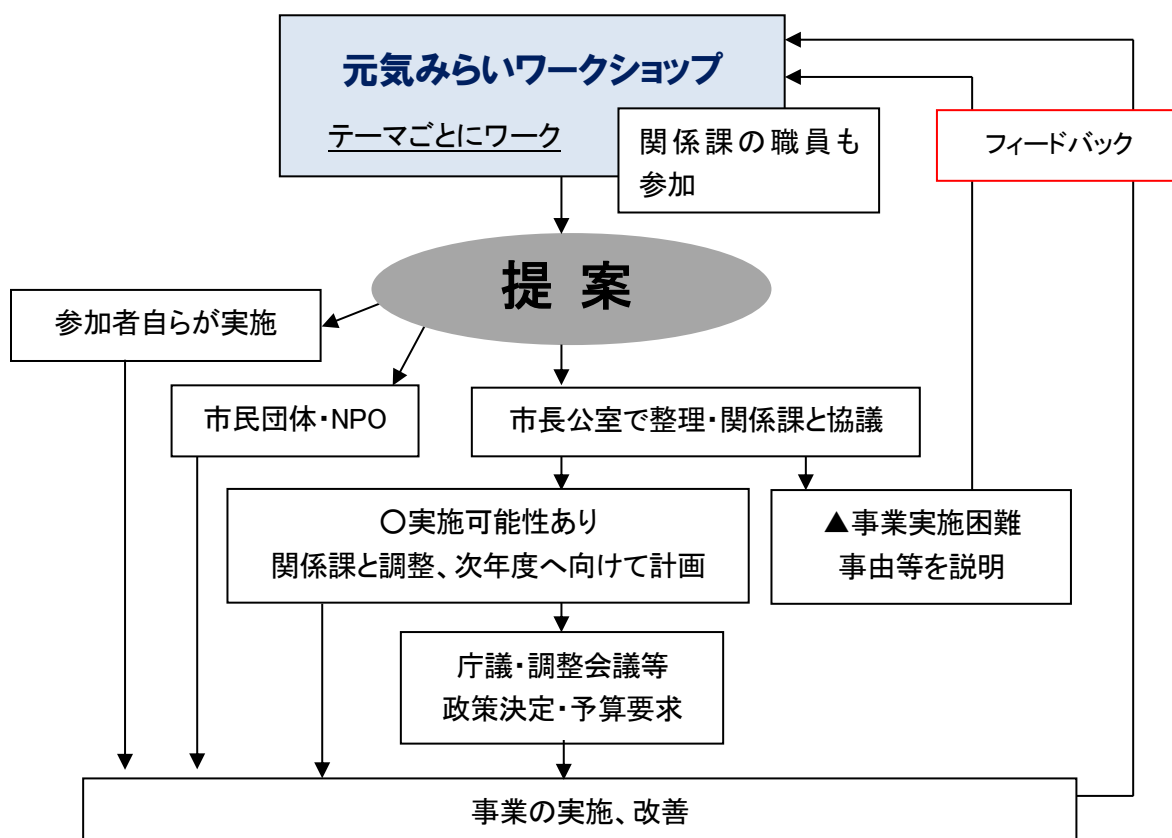 元気みらいワークショップ
テーマごとにワーク
関係課の職員も
参加
フィードバック
提 案
参加者自らが実施
市民団体・NPO
市長公室で整理・関係課と協議
〇実施可能性あり
関係課と調整、次年度へ向けて計画
▲事業実施困難
事由等を説明
庁議・調整会議等
政策決定・予算要求
事業の実施、改善